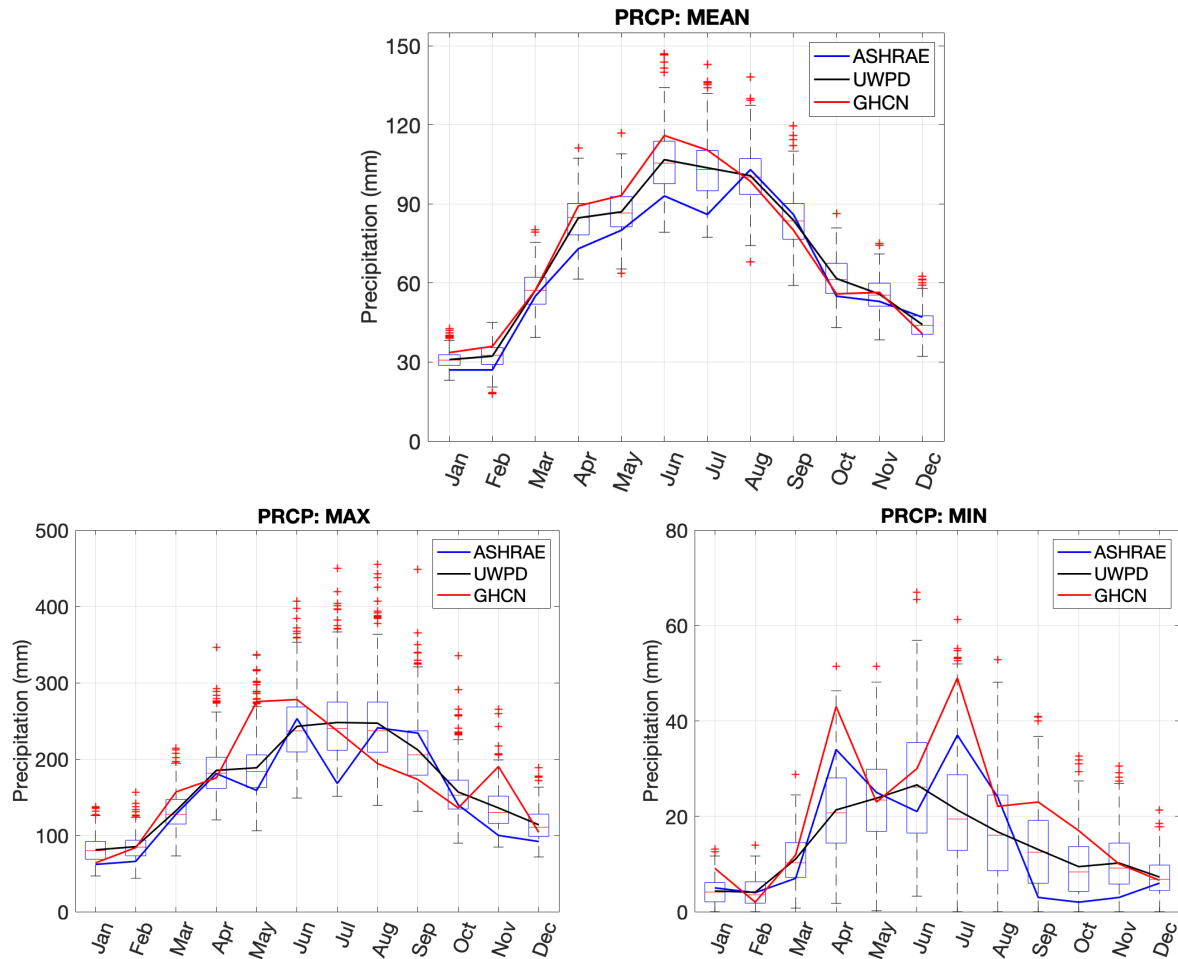 PRCP: MEAN
Precipitation (mm)
150
120
90
60
30
0
ASHRAE
UWPD
GHCN
Jan Feb Mar Apr May Jun Jul Aug Sep Oct Nov Dec
PRCP: MAX
Precipitation (mm)
500
400
300
200
100
0
ASHRAE
UWPD
GHCN
Jan Feb Mar Apr May Jun Jul Aug Sep Oct Nov Dec
PRCP: MIN
Precipitation (mm)
80
60
40
20
0
ASHRAE
UWPD
GHCN
Jan Feb Mar Apr May Jun Jul Aug Sep Oct Nov Dec